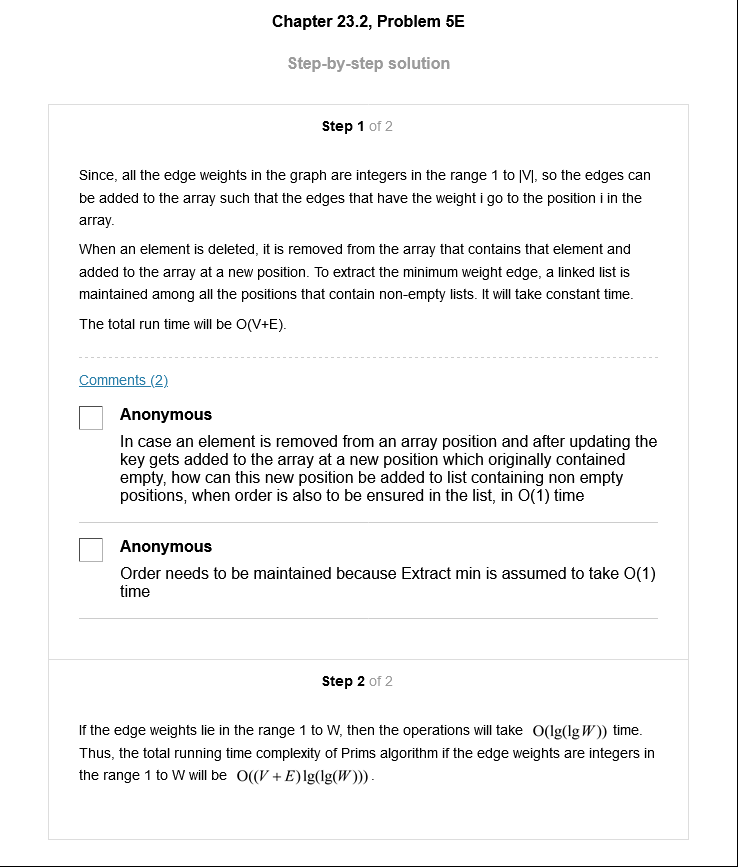 Chapter 23.2, Problem 5E
Step-by-step solution
Step 1 of 2
Since, all the edge weights in the graph are integers in the range 1 to |V|, so the edges can
be added to the array such that the edges that have the weight i go to the position i in the
array.
When an element is deleted, it is removed from the array that contains that element and
added to the array at a new position. To extract the minimum weight edge, a linked list is
maintained among all the positions that contain non-empty lists. It will take constant time.
The total run time will be O(V+E).
Comments (2)
Anonymous
In case an element is removed from an array position and after updating the
key gets added to the array at a new position which originally contained
empty, how can this new position be added to list containing non empty
positions, when order is also to be ensured in the list, in O(1) time
Anonymous
Order needs to be maintained because Extract min is assumed to take O(1)
time
Step 2 of 2
If the edge weights lie in the range 1 to W, then the operations will take O(lg(lg W)) time.
Thus, the total running time complexity of Prims algorithm if the edge weights are integers in
the range 1 to W will be O((V + E)lg(lg(W))).